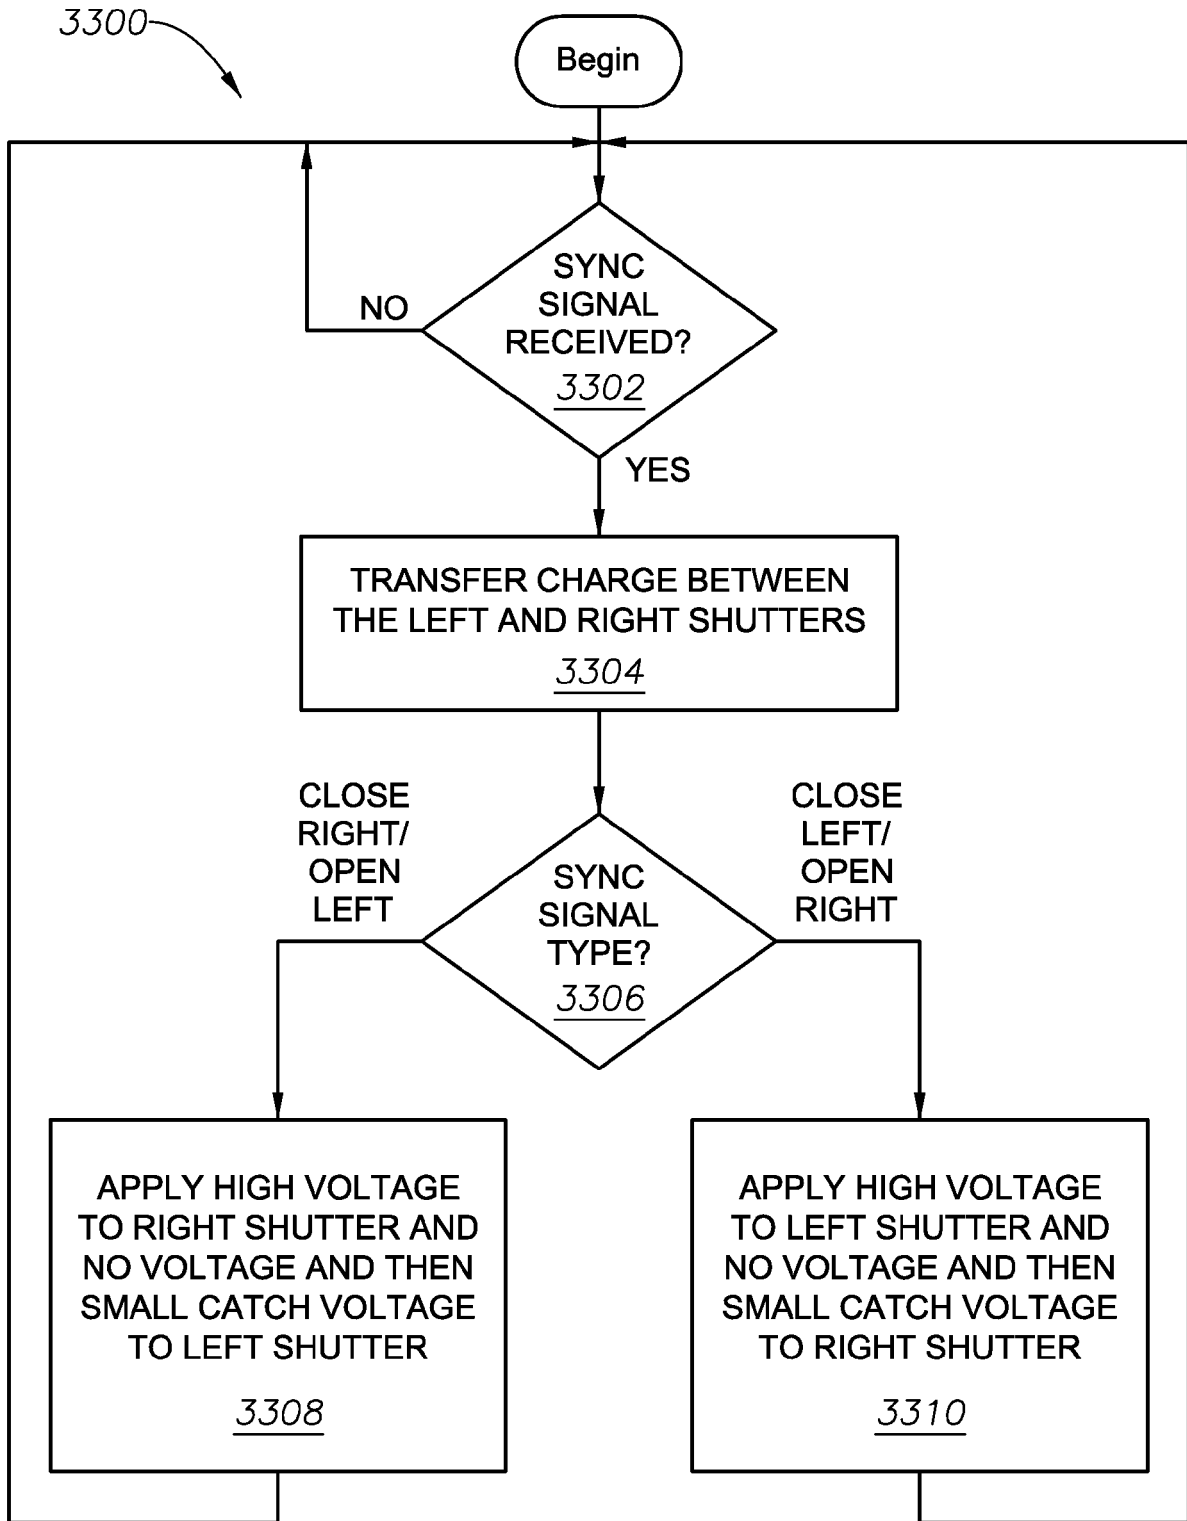 3300
Begin
SYNC
SIGNAL
RECEIVED?
3302
NO
YES
TRANSFER CHARGE BETWEEN
THE LEFT AND RIGHT SHUTTERS
3304
CLOSE
RIGHT/
OPEN
LEFT
CLOSE
LEFT/
OPEN
RIGHT
SYNC
SIGNAL
TYPE?
3306
APPLY HIGH VOLTAGE
TO RIGHT SHUTTER AND
NO VOLTAGE AND THEN
SMALL CATCH VOLTAGE
TO LEFT SHUTTER
3308
APPLY HIGH VOLTAGE
TO LEFT SHUTTER AND
NO VOLTAGE AND THEN
SMALL CATCH VOLTAGE
TO RIGHT SHUTTER
3310